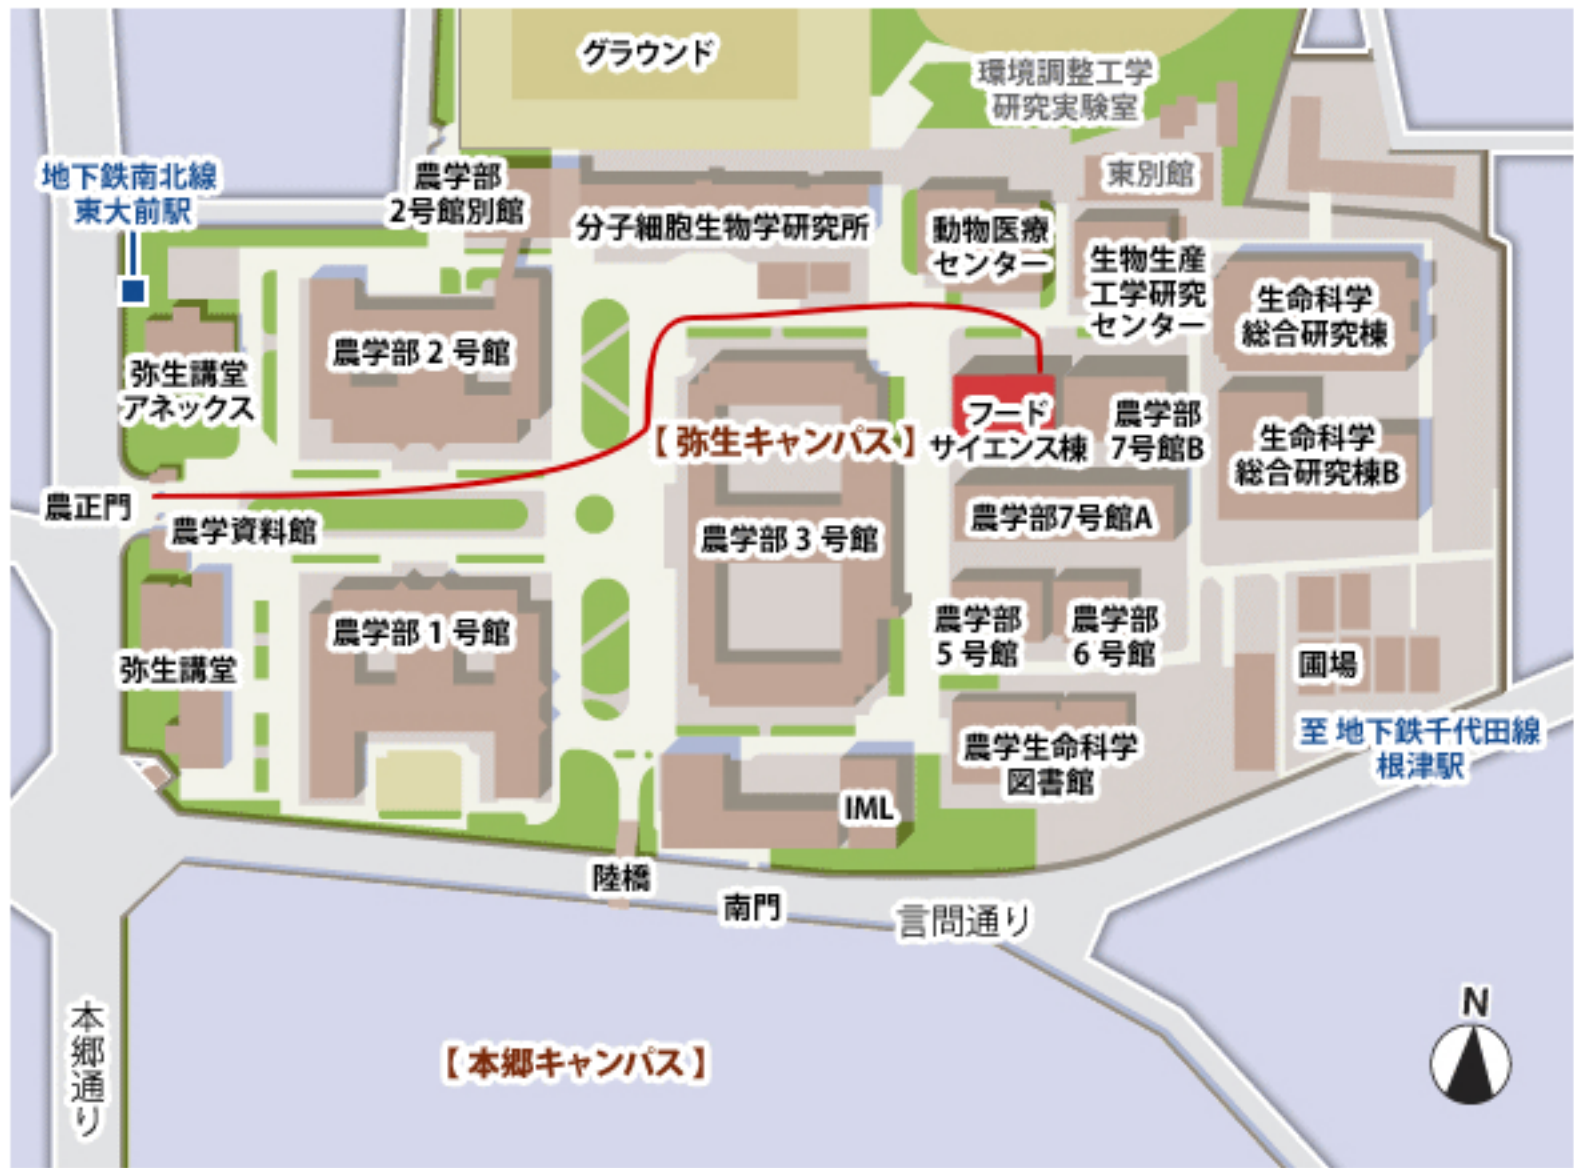 グラウンド
環境調整工学
研究実験室
地下鉄南北線
東大前駅
農学部
2号館別館
東別館
分子細胞生物学研究所
動物医療
センター
生物生産
工学研究
センター
生命科学
総合研究棟
農学部 2 号館
弥生講堂
アネックス
フード
サイエンス棟
農学部
7号館B
【 弥生キャンパス 】
生命科学
総合研究棟B
農正門
農学資料館
農学部 3 号館
農学部7号館A
農学部 1 号館
農学部
5 号館
農学部
6 号館
弥生講堂
圃場
至 地下鉄千代田線
根津駅
農学生命科学
図書館
IML
陸橋
南門
言問通り
本郷通り
【 本郷キャンパス 】
N